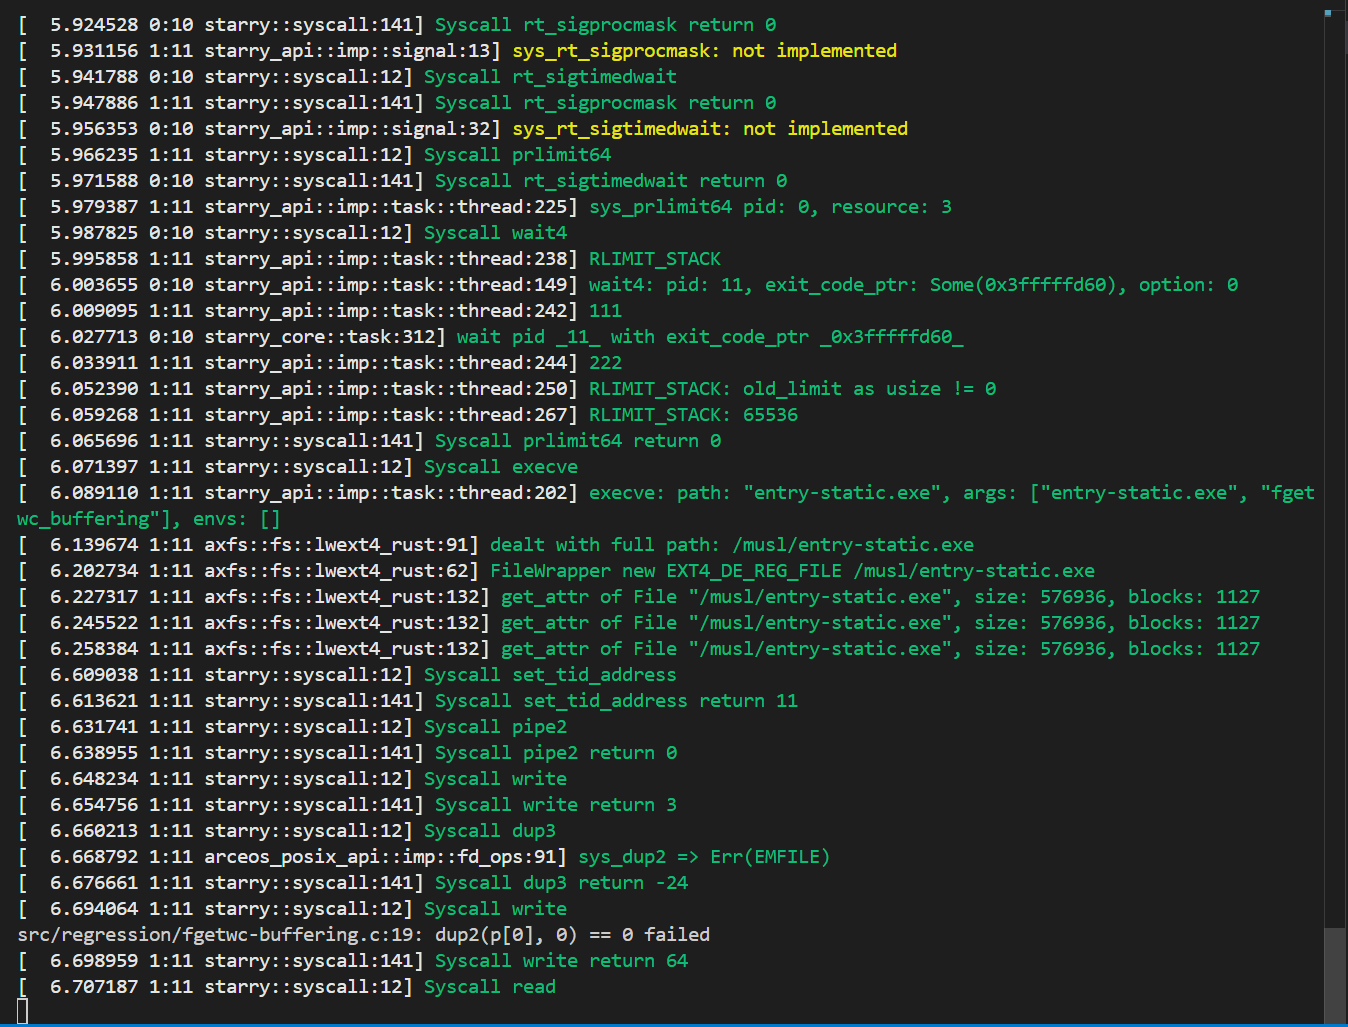 [  5.924528 0:10 starry::syscall:141] Syscall rt_sigprocmask return 0
[  5.931156 1:11 starry_api::imp::signal:13] sys_rt_sigprocmask: not implemented
[  5.941788 0:10 starry::syscall:12] Syscall rt_sigtimedwait
[  5.947886 1:11 starry::syscall:141] Syscall rt_sigprocmask return 0
[  5.956353 0:10 starry_api::imp::signal:32] sys_rt_sigtimedwait: not implemented
[  5.966235 1:11 starry::syscall:12] Syscall prlimit64
[  5.971588 0:10 starry::syscall:141] Syscall rt_sigtimedwait return 0
[  5.979387 1:11 starry_api::imp::task::thread:225] sys_prlimit64 pid: 0, resource: 3
[  5.987825 0:10 starry::syscall:12] Syscall wait4
[  5.995858 1:11 starry_api::imp::task::thread:238] RLIMIT_STACK
[  6.003655 0:10 starry_api::imp::task::thread:149] wait4: pid: 11, exit_code_ptr: Some(0x3fffffd60), option: 0
[  6.009095 1:11 starry_api::imp::task::thread:242] 111
[  6.027713 0:10 starry_core::task:312] wait pid _11_ with exit_code_ptr _0x3fffffd60_
[  6.033911 1:11 starry_api::imp::task::thread:244] 222
[  6.052390 1:11 starry_api::imp::task::thread:250] RLIMIT_STACK: old_limit as usize != 0
[  6.059268 1:11 starry_api::imp::task::thread:267] RLIMIT_STACK: 65536
[  6.065696 1:11 starry::syscall:141] Syscall prlimit64 return 0
[  6.071397 1:11 starry::syscall:12] Syscall execve
[  6.089110 1:11 starry_api::imp::task::thread:202] execve: path: "entry-static.exe", args: ["entry-static.exe", "fget
wc_buffering"], envs: []
[  6.139674 1:11 axfs::fs::lwext4_rust:91] dealt with full path: /musl/entry-static.exe
[  6.202734 1:11 axfs::fs::lwext4_rust:62] FileWrapper new EXT4_DE_REG_FILE /musl/entry-static.exe
[  6.227317 1:11 axfs::fs::lwext4_rust:132] get_attr of File "/musl/entry-static.exe", size: 576936, blocks: 1127
[  6.245522 1:11 axfs::fs::lwext4_rust:132] get_attr of File "/musl/entry-static.exe", size: 576936, blocks: 1127
[  6.258384 1:11 axfs::fs::lwext4_rust:132] get_attr of File "/musl/entry-static.exe", size: 576936, blocks: 1127
[  6.609038 1:11 starry::syscall:12] Syscall set_tid_address
[  6.613621 1:11 starry::syscall:141] Syscall set_tid_address return 11
[  6.631741 1:11 starry::syscall:12] Syscall pipe2
[  6.638955 1:11 starry::syscall:141] Syscall pipe2 return 0
[  6.648234 1:11 starry::syscall:12] Syscall write
[  6.654756 1:11 starry::syscall:141] Syscall write return 3
[  6.660213 1:11 starry::syscall:12] Syscall dup3
[  6.668792 1:11 arceos_posix_api::imp::fd_ops:91] sys_dup2 => Err(EMFILE)
[  6.676661 1:11 starry::syscall:141] Syscall dup3 return -24
[  6.694064 1:11 starry::syscall:12] Syscall write
src/regression/fgetwc-buffering.c:19: dup2(p[0], 0) == 0 failed
[  6.698959 1:11 starry::syscall:141] Syscall write return 64
[  6.707187 1:11 starry::syscall:12] Syscall read